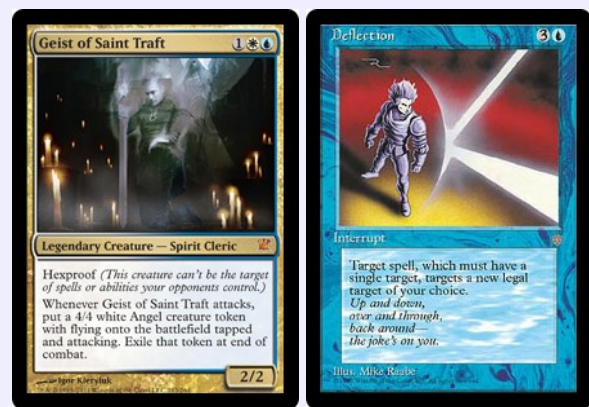 Geist of Saint Traft 1
Legendary Creature — Spirit Cleric
Hexproof (This creature can't be the target
of spells or abilities your opponents control.)
Whenever Geist of Saint Traft attacks,
put a 4/4 white Angel creature token
with flying onto the battlefield tapped
and attacking. Exile that token at end of
combat.
Igor Kieryluk
2/2
Deflection 3
Interrupt
Target spell, which must have a
single target, targets a new legal
target of your choice.
Up and down,
over and through,
back around—
the joke's on you.
Illus. Mike Raabe